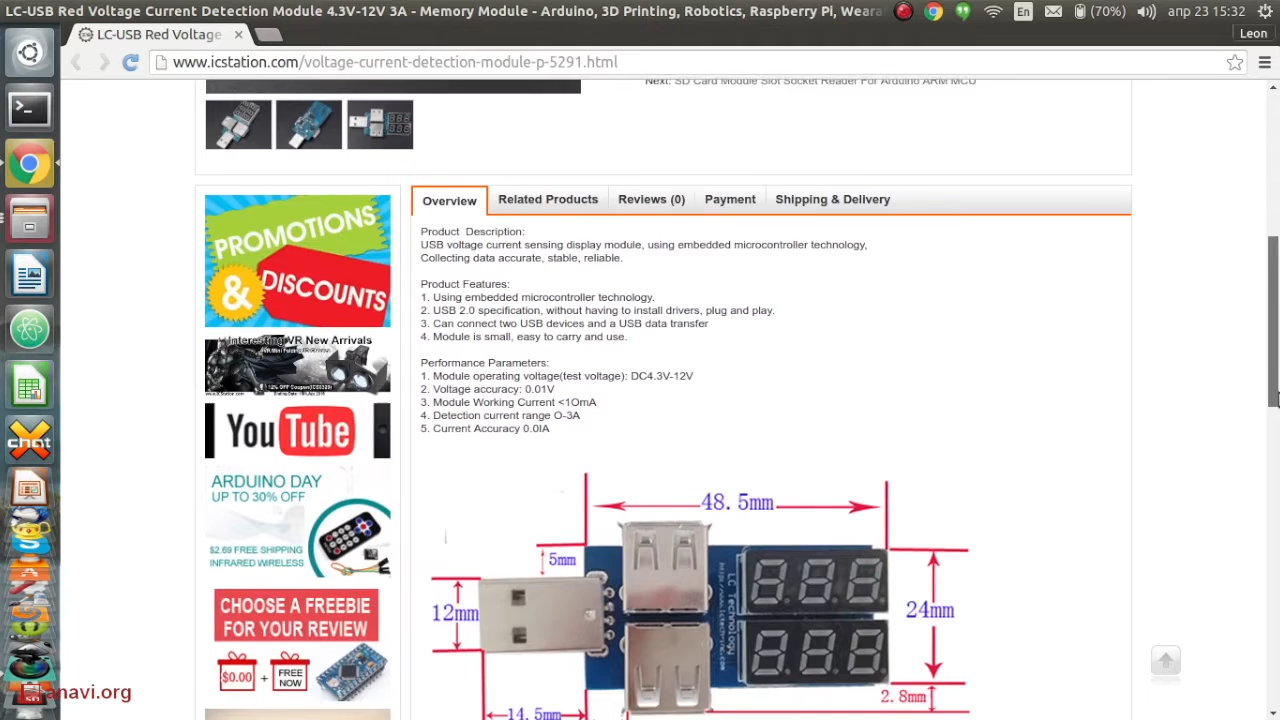 LC-USB Red Voltage Current Detection Module 4.3V-12V 3A - Memory Module - Arduino, 3D Printing, Robotics, Raspberry Pi, Weara
En
(70%)
апр 23 15:32
LC-USB Red Voltage
Leon
www.icstation.com/voltage-current-detection-module-p-5291.html
Next: SD Card Module Slot Socket Reader For Arduino ARM MCU
Overview
Related Products
Reviews (0)
Payment
Shipping & Delivery
PROMOTIONS
& DISCOUNTS
Interesting VR New Arrivals
You Tube
ARDUINO DAY
UP TO 30% OFF
$2.69 FREE SHIPPING
INFRARED WIRELESS
CHOOSE A FREEBIE
FOR YOUR REVIEW
$0.00 + FREE NOW
Product Description:
USB voltage current sensing display module, using embedded microcontroller technology,
Collecting data accurate, stable, reliable.
Product Features:
1. Using embedded microcontroller technology.
2. USB 2.0 specification, without having to install drivers, plug and play.
3. Can connect two USB devices and a USB data transfer
4. Module is small, easy to carry and use.
Performance Parameters:
1. Module operating voltage(test voltage): DC4.3V-12V
2. Voltage accuracy: 0.01V
3. Module Working Current <1OmA
4. Detection current range O-3A
5. Current Accuracy 0.0IA
48.5mm
5mm
12mm
LC Technology
24mm
2.8mm
14.5mm
chat
anavi.org